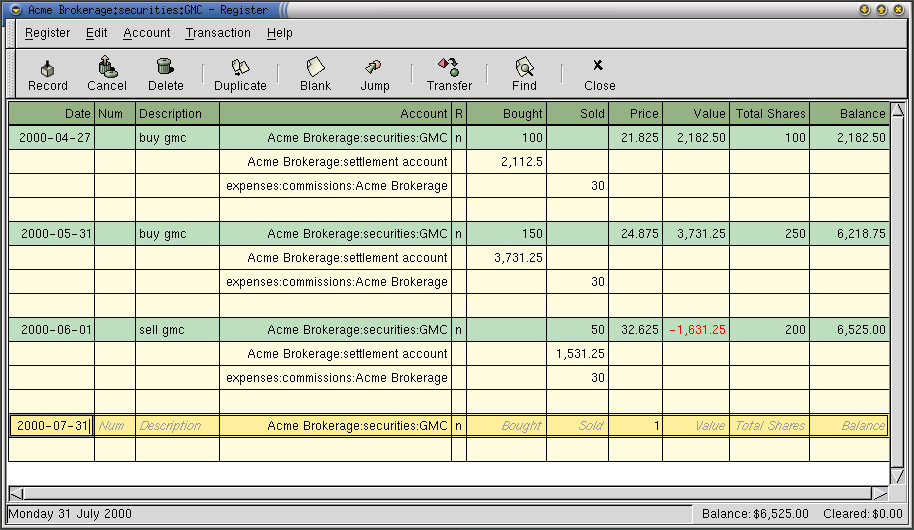 Acme Brokerage:securities:GMC - Register
Register Edit Account Transaction Help
Record Cancel Delete Duplicate Blank Jump Transfer Find Close
Date Num Description Account R Bought Sold Price Value Total Shares Balance
2000-04-27 buy gmc Acme Brokerage:securities:GMC n 100 21.825 2,182.50 100 2,182.50
Acme Brokerage:settlement account 2,112.5
expenses:commissions:Acme Brokerage 30
2000-05-31 buy gmc Acme Brokerage:securities:GMC n 150 24.875 3,731.25 250 6,218.75
Acme Brokerage:settlement account 3,731.25
expenses:commissions:Acme Brokerage 30
2000-06-01 sell gmc Acme Brokerage:securities:GMC n 50 32.625 -1,631.25 200 6,525.00
Acme Brokerage:settlement account 1,531.25
expenses:commissions:Acme Brokerage 30
2000-07-31 Num Description Acme Brokerage:securities:GMC n Bought Sold 1 Value Total Shares Balance
Monday 31 July 2000 Balance: $6,525.00 Cleared: $0.00